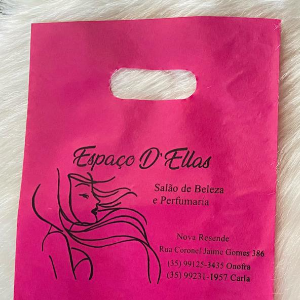 Espaço D'Ellas
Salão de Beleza
e Perfumaria
Nova Resende
Rua Coronel Jaime Gomes 386
(35) 99125-3435
(35) 99231-1957 Carla